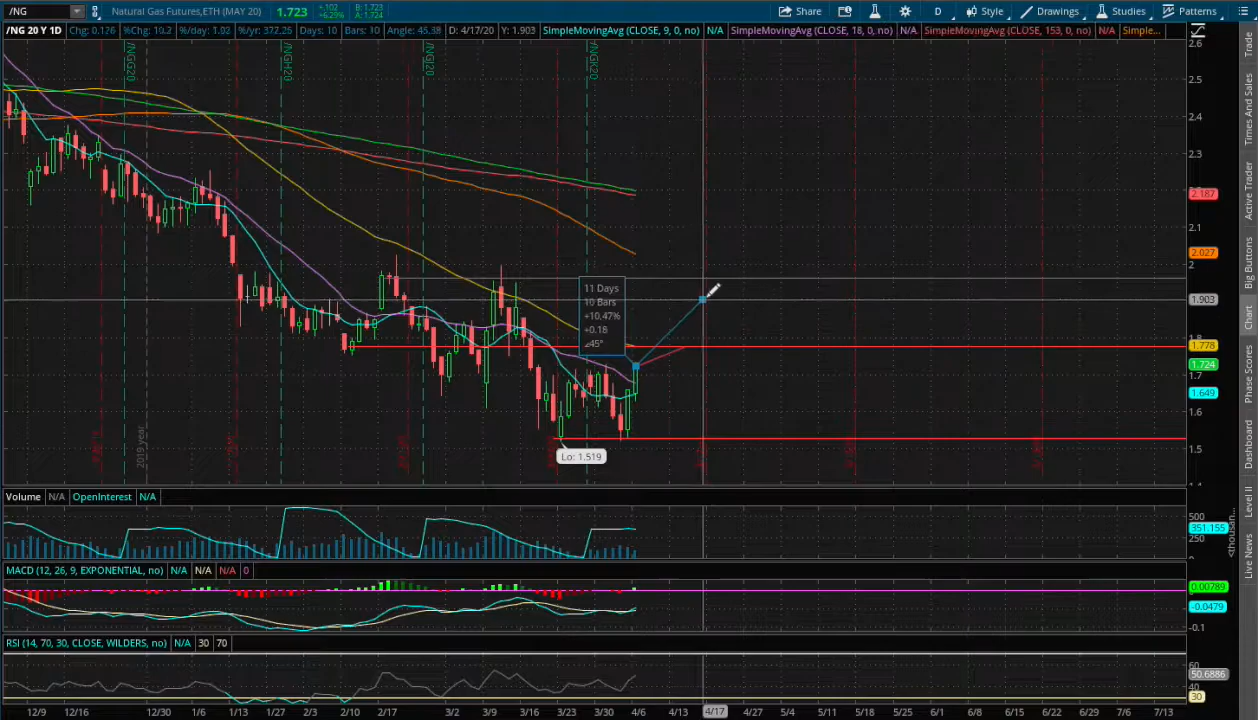 /NG Natural Gas Futures,ETH (MAY 20) 1.723 +.102 +6.29% B: 1.723 A: 1.724 Share D Style Drawings Studies Patterns
/NG 20 Y 1D Chg: 0.126 %Chg: 10.2 %/day: 1.02 %/yr: 372.25 Days: 10 Bars: 10 Angle: 45.38 D: 4/17/20 Y: 1.903 SimpleMovingAvg (CLOSE, 9, 0, no) N/A SimpleMovingAvg (CLOSE, 18, 0, no) N/A SimpleMovingAvg (CLOSE, 153, 0, no) N/A Simple...
/NGG20
/NGH20
/NGJ20
/NGK20
2019 year
2.6
2.5
2.4
2.3
2.187
2.1
2.027
2
1.903
1.778
1.724
1.7
1.649
1.6
1.5
11 Days
10 Bars
+10.47%
+0.18
∠45°
Lo: 1.519
Volume N/A OpenInterest N/A
500
351.155
250
<thousan...
MACD (12, 26, 9, EXPONENTIAL, no) N/A N/A N/A 0
0.00789
-0.0479
-0.1
RSI (14, 70, 30, CLOSE, WILDERS, no) N/A 30 70
60
50.6886
40
30
12/9 12/16 12/30 1/6 1/13 1/27 2/3 2/10 2/17 3/2 3/9 3/16 3/23 3/30 4/6 4/13 4/17 4/27 5/4 5/11 5/18 5/25 6/1 6/8 6/15 6/22 6/29 7/6 7/13
Trade
Times And Sales
Active Trader
Big Buttons
Chart
Phase Scores
Dashboard
Level II
Live News